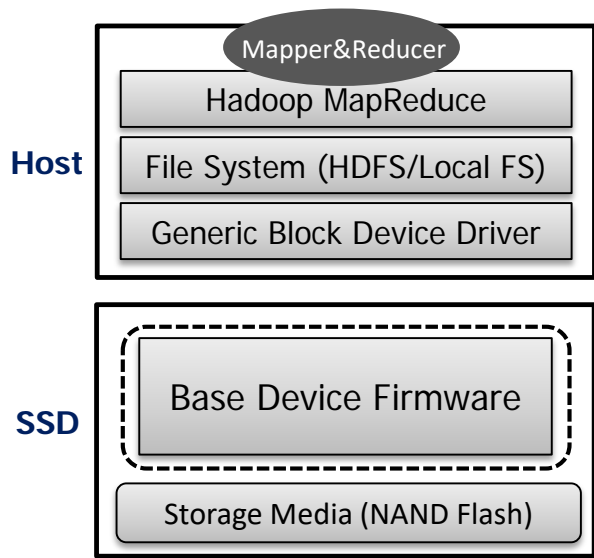 Mapper&Reducer
Hadoop MapReduce
Host
File System (HDFS/Local FS)
Generic Block Device Driver
Base Device Firmware
SSD
Storage Media (NAND Flash)